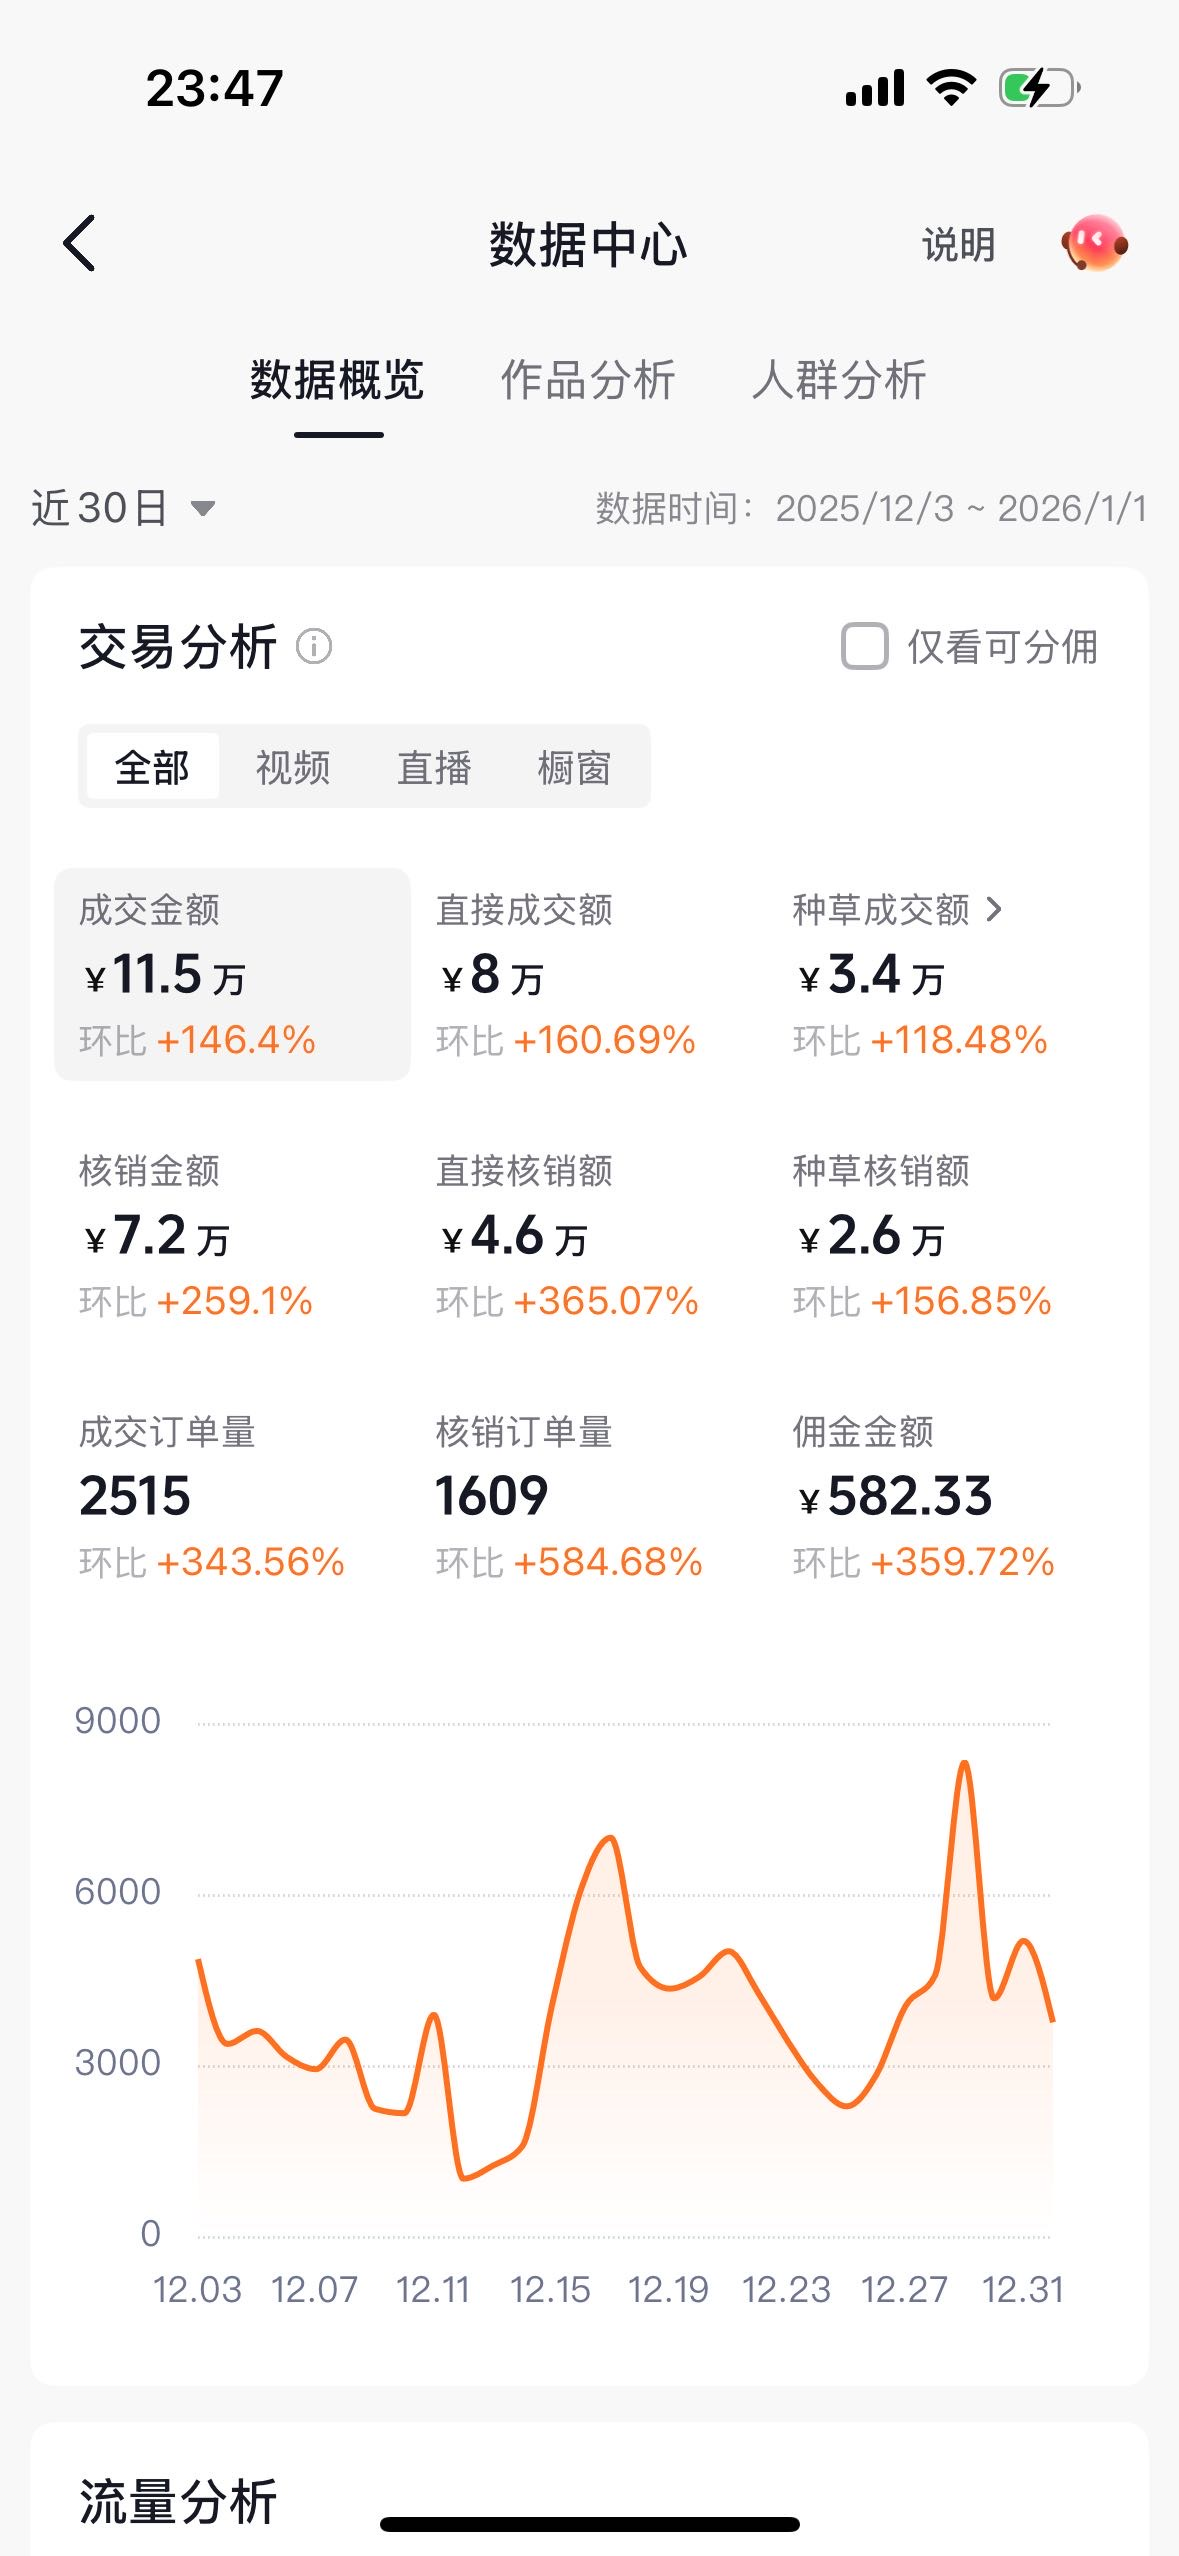 23:47
数据中心 说明
数据概览 作品分析 人群分析
近30日 数据时间：2025/12/3 ~ 2026/1/1
交易分析 仅看可分佣
全部 视频 直播 橱窗
成交金额 直接成交额 种草成交额
¥11.5万 ¥8万 ¥3.4万
环比 +146.4% 环比 +160.69% 环比 +118.48%
核销金额 直接核销额 种草核销额
¥7.2万 ¥4.6万 ¥2.6万
环比 +259.1% 环比 +365.07% 环比 +156.85%
成交订单量 核销订单量 佣金金额
2515 1609 ¥582.33
环比 +343.56% 环比 +584.68% 环比 +359.72%
9000
6000
3000
0
12.03 12.07 12.11 12.15 12.19 12.23 12.27 12.31
流量分析